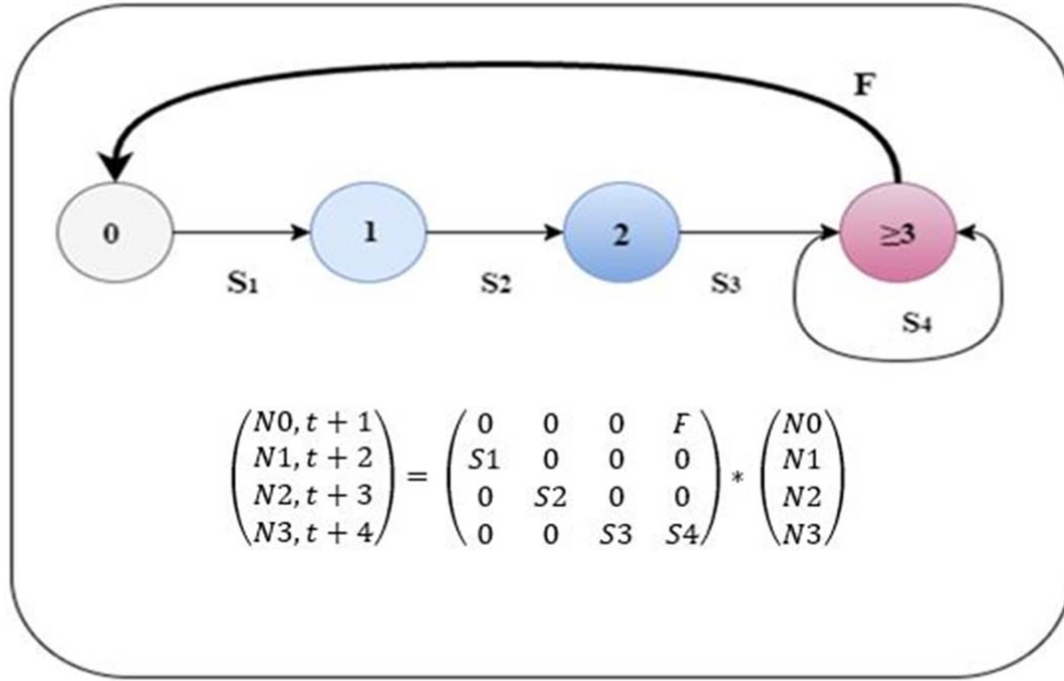 F
0 1 2 ≥3
S1 S2 S3
S4
N0, t + 1 0 0 0 F N0
N1, t + 2 S1 0 0 0 N1
= *
N2, t + 3 0 S2 0 0 N2
N3, t + 4 0 0 S3 S4 N3